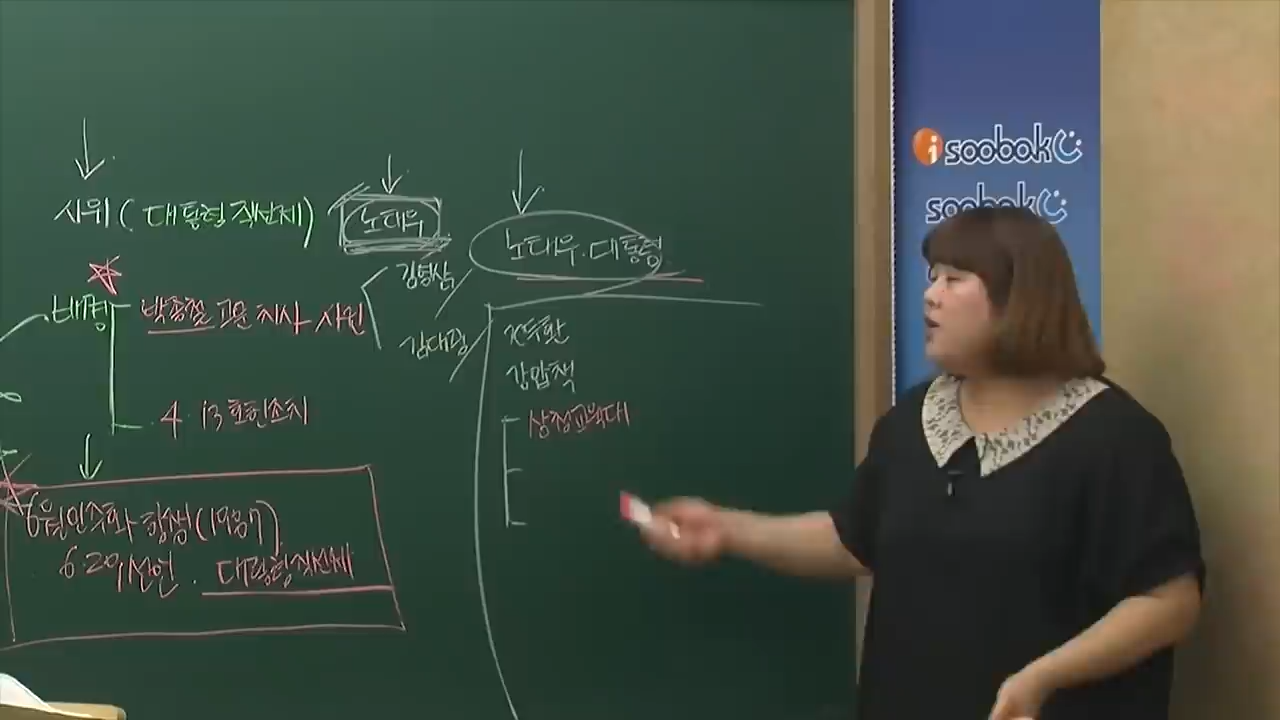 시위 (대통령 직선제)
노태우
노태우. 대통령
김영삼
배경
박종철 고문 치사 사건
김대중
전두환
강압책
4. 13 호헌조치
삼청교육대
6월민주화 항쟁(1987)
6.29선언. 대통령직선제
isoobak
soobak